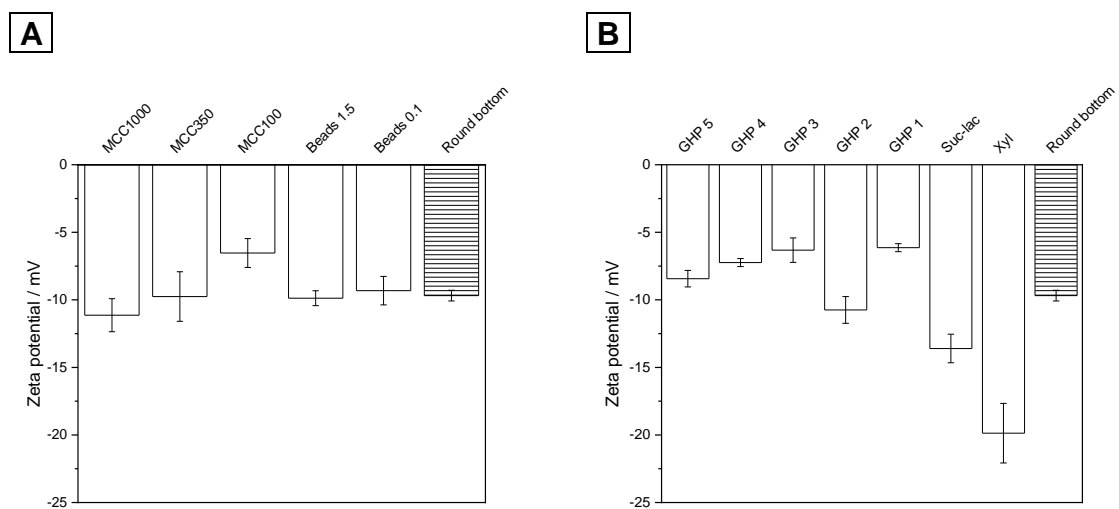 A
MCC1000
MCC350
MCC100
Beads 1.5
Beads 0.1
Round bottom
0
-5
-10
-15
-20
-25
Zeta potential / mV
B
GHP 5
GHP 4
GHP 3
GHP 2
GHP 1
Suc-lac
Xyl
Round bottom
0
-5
-10
-15
-20
-25
Zeta potential / mV